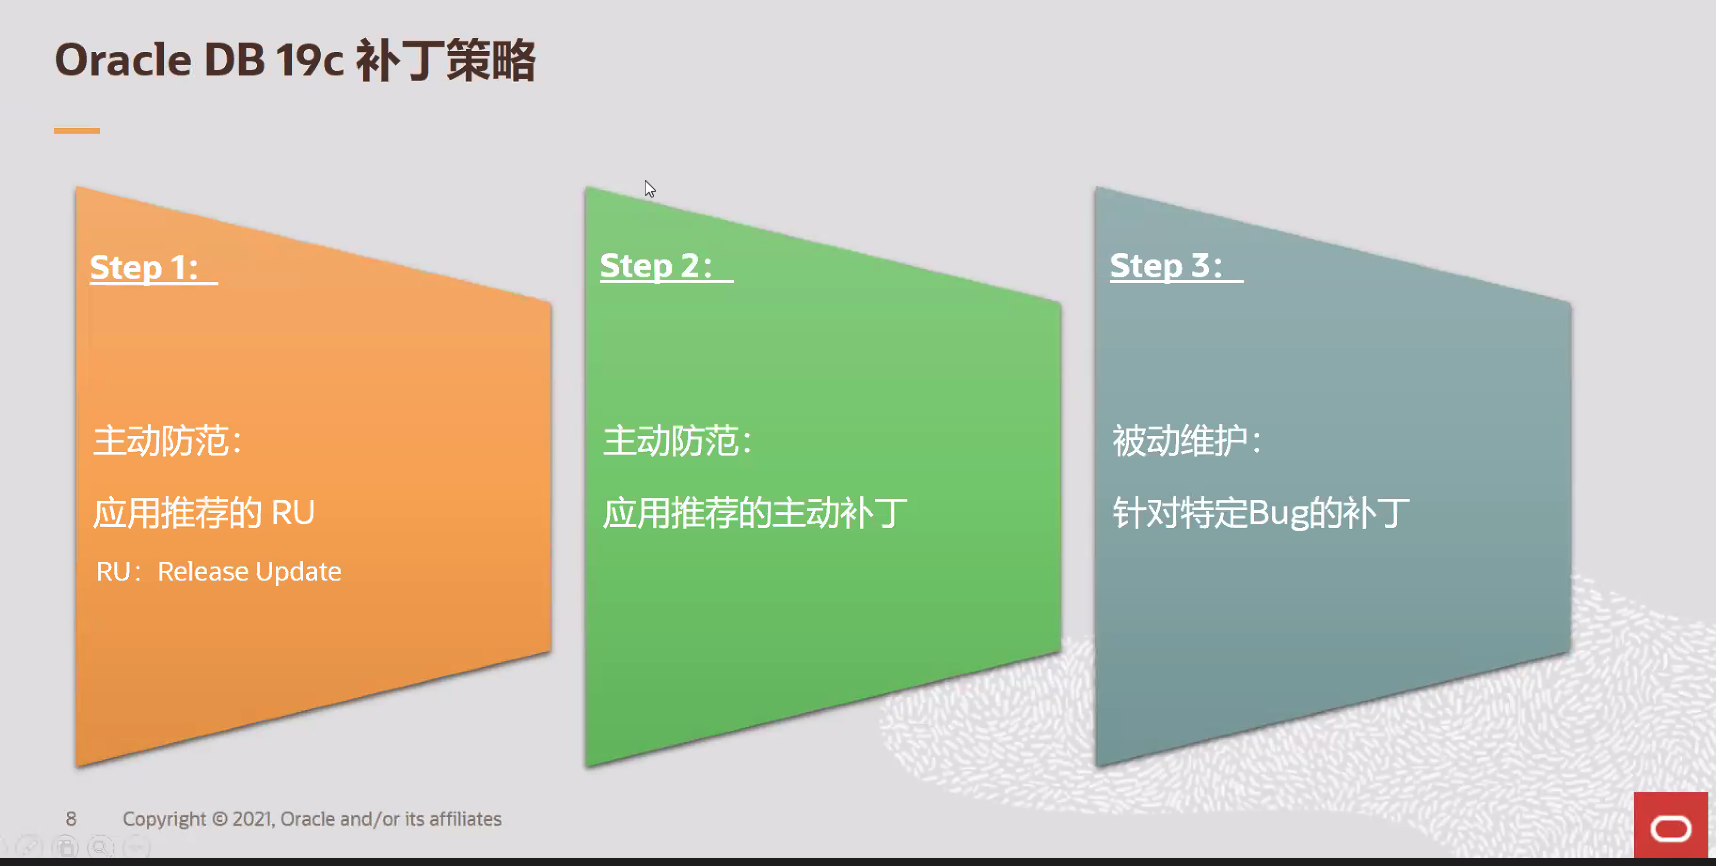 Oracle DB 19c 补丁策略
Step 1:
主动防范：
应用推荐的 RU
RU：Release Update
Step 2：
主动防范：
应用推荐的主动补丁
Step 3：
被动维护：
针对特定Bug的补丁
8
Copyright © 2021, Oracle and/or its affiliates